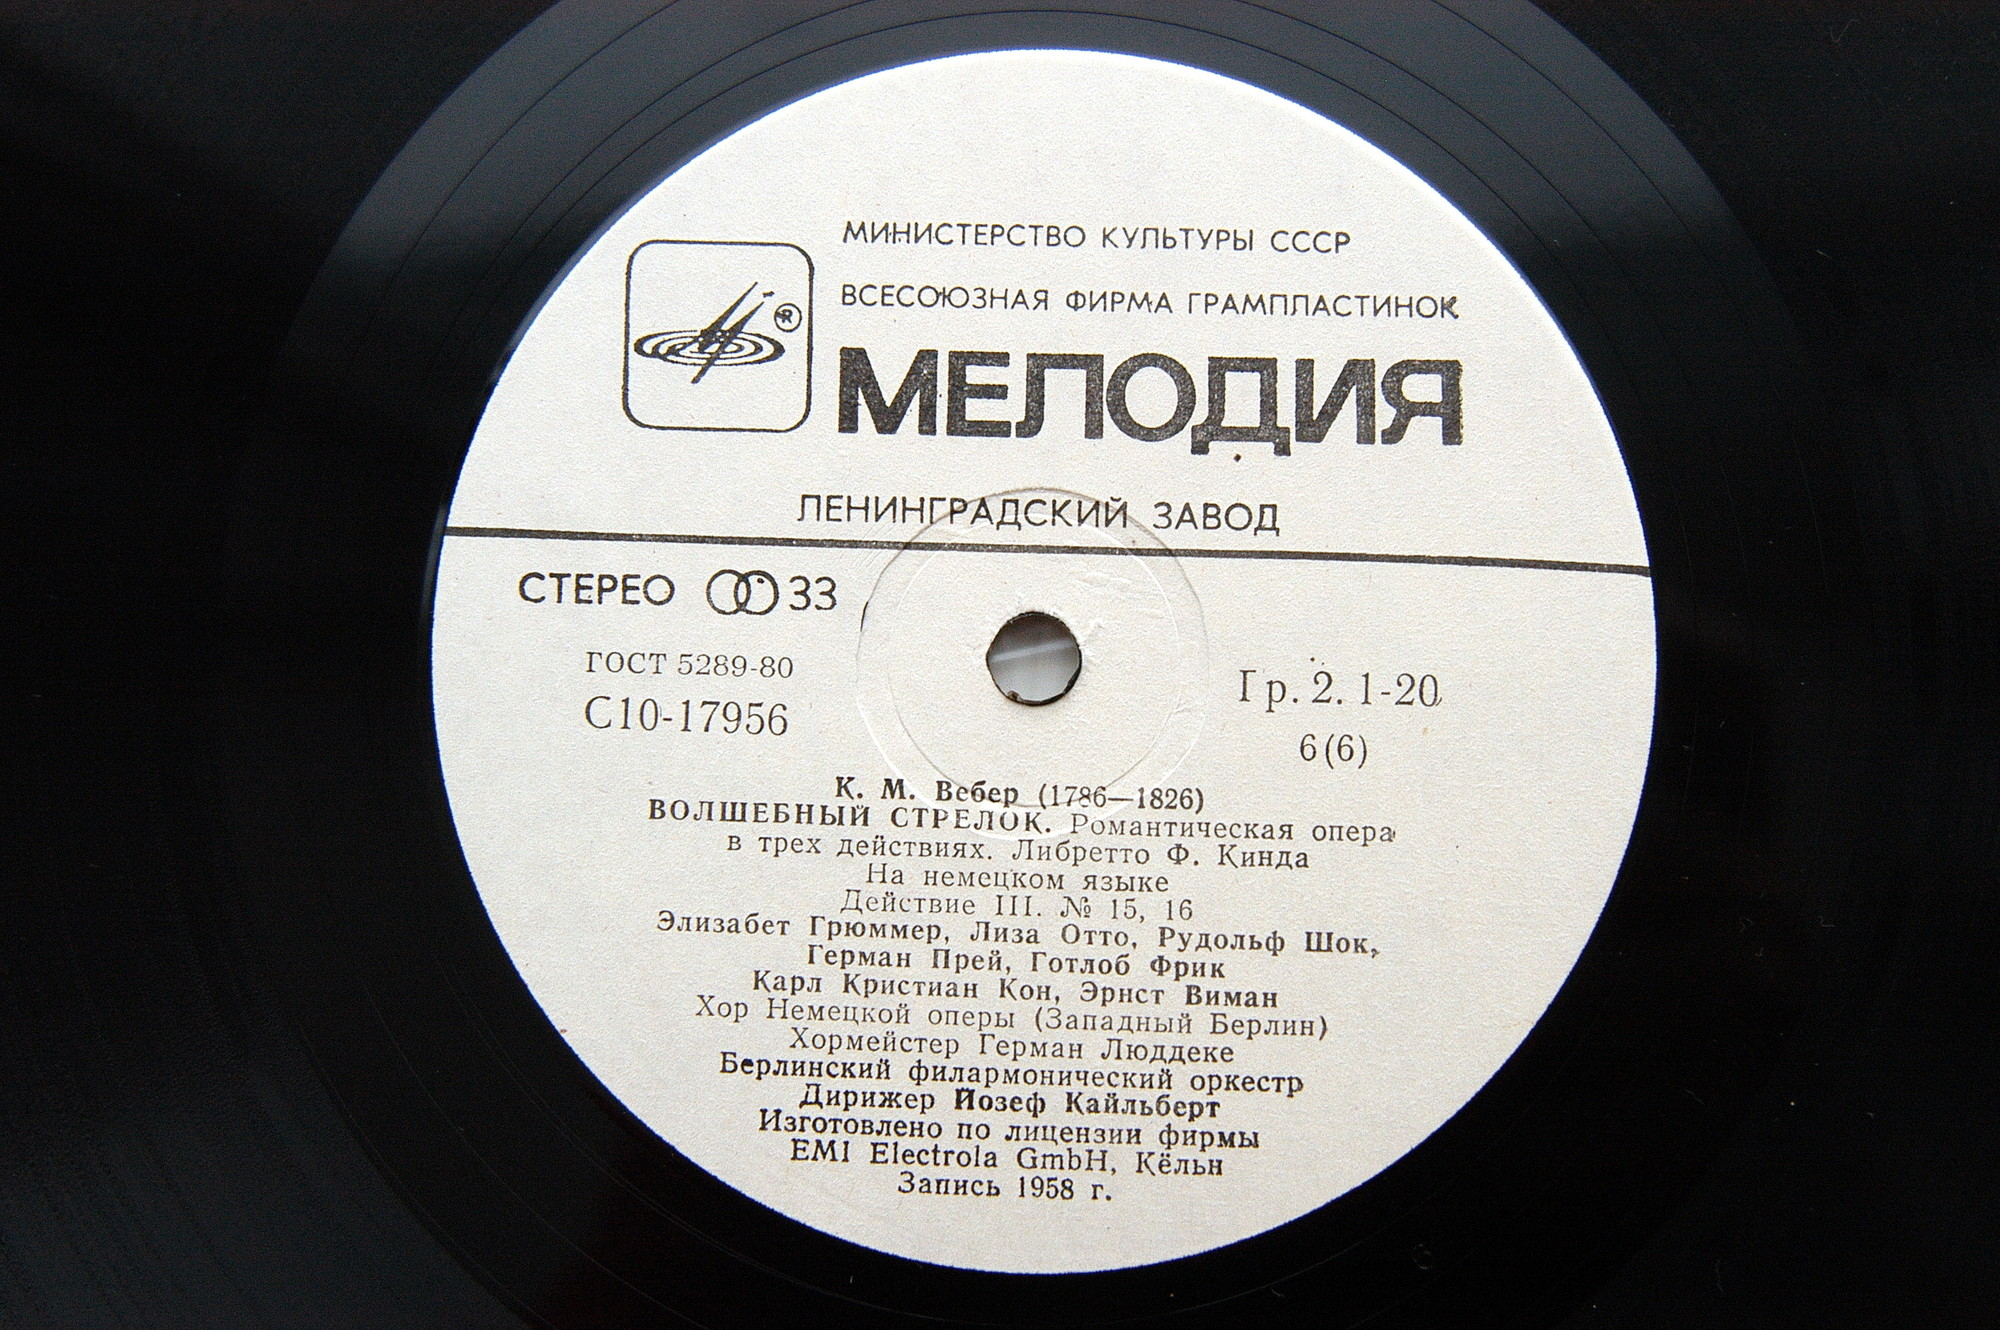 МИНИСТЕРСТВО КУЛЬТУРЫ СССР
ВСЕСОЮЗНАЯ ФИРМА ГРАМПЛАСТИНОК
®
МЕЛОДИЯ
ЛЕНИНГРАДСКИЙ ЗАВОД
СТЕРЕО 33
ГОСТ 5289-80
С10-17956
Гр. 2. 1-20
6(6)
К. М. Вебер (1786—1826)
ВОЛШЕБНЫЙ СТРЕЛОК. Романтическая опера
в трех действиях. Либретто Ф. Кинда
На немецком языке
Действие III. № 15, 16
Элизабет Грюммер, Лиза Отто, Рудольф Шок,
Герман Прей, Готлоб Фрик
Карл Кристиан Кон, Эрнст Виман
Хор Немецкой оперы (Западный Берлин)
Хормейстер Герман Люддеке
Берлинский филармонический оркестр
Дирижер Йозеф Кайльберт
Изготовлено по лицензии фирмы
EMI Electrola GmbH, Кёльн
Запись 1958 г.